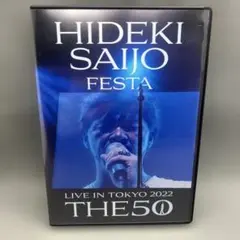 HIDEKI
SAIJO
FESTA
LIVE IN TOKYO 2022
THE50